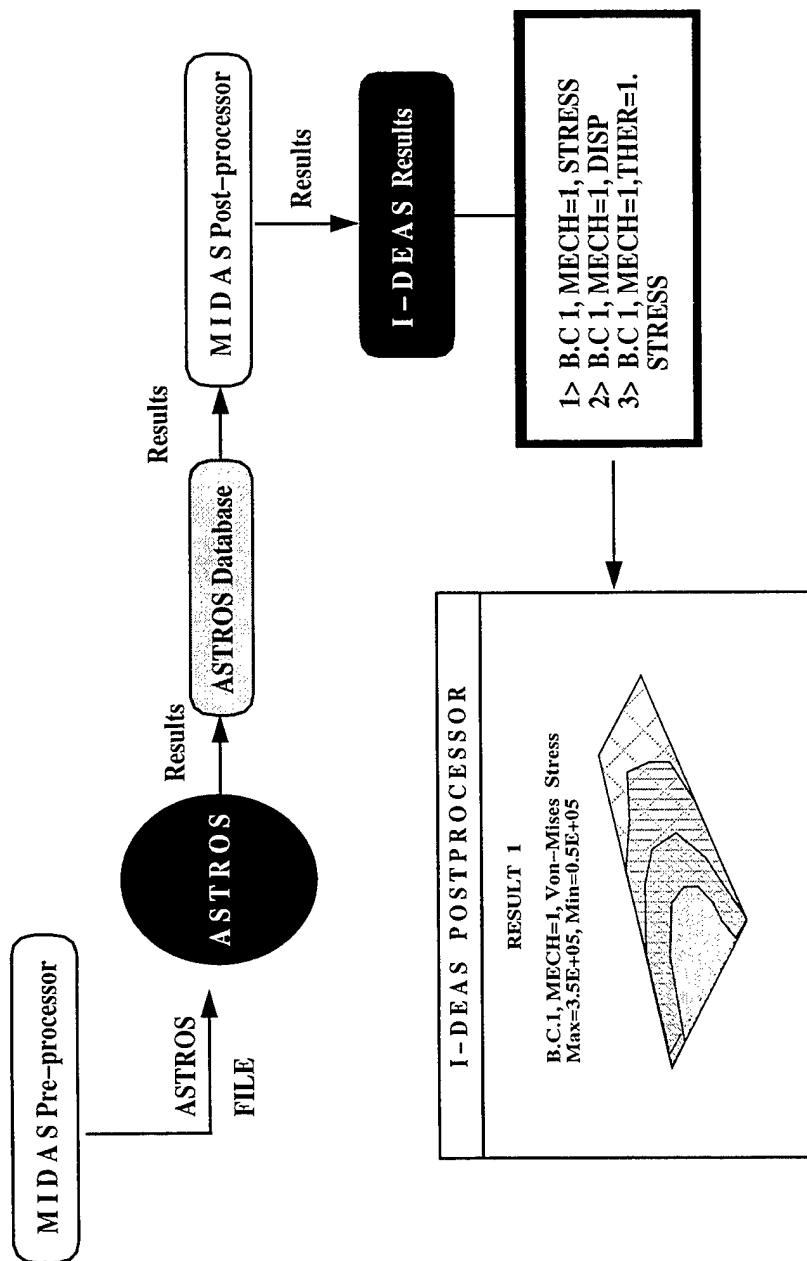 MIDAS Pre-processor
ASTROS
FILE
ASTROS
Results
ASTROS Database
Results
MIDAS Post-processor
Results
I-DEAS Results
1> B.C 1, MECH=1, STRESS
2> B.C 1, MECH=1, DISP
3> B.C 1, MECH=1,THER=1.
STRESS
I-DEAS POSTPROCESSOR
RESULT 1
B.C.1, MECH=1, Von-Mises Stress
Max=3.5E+05, Min=0.5E+05